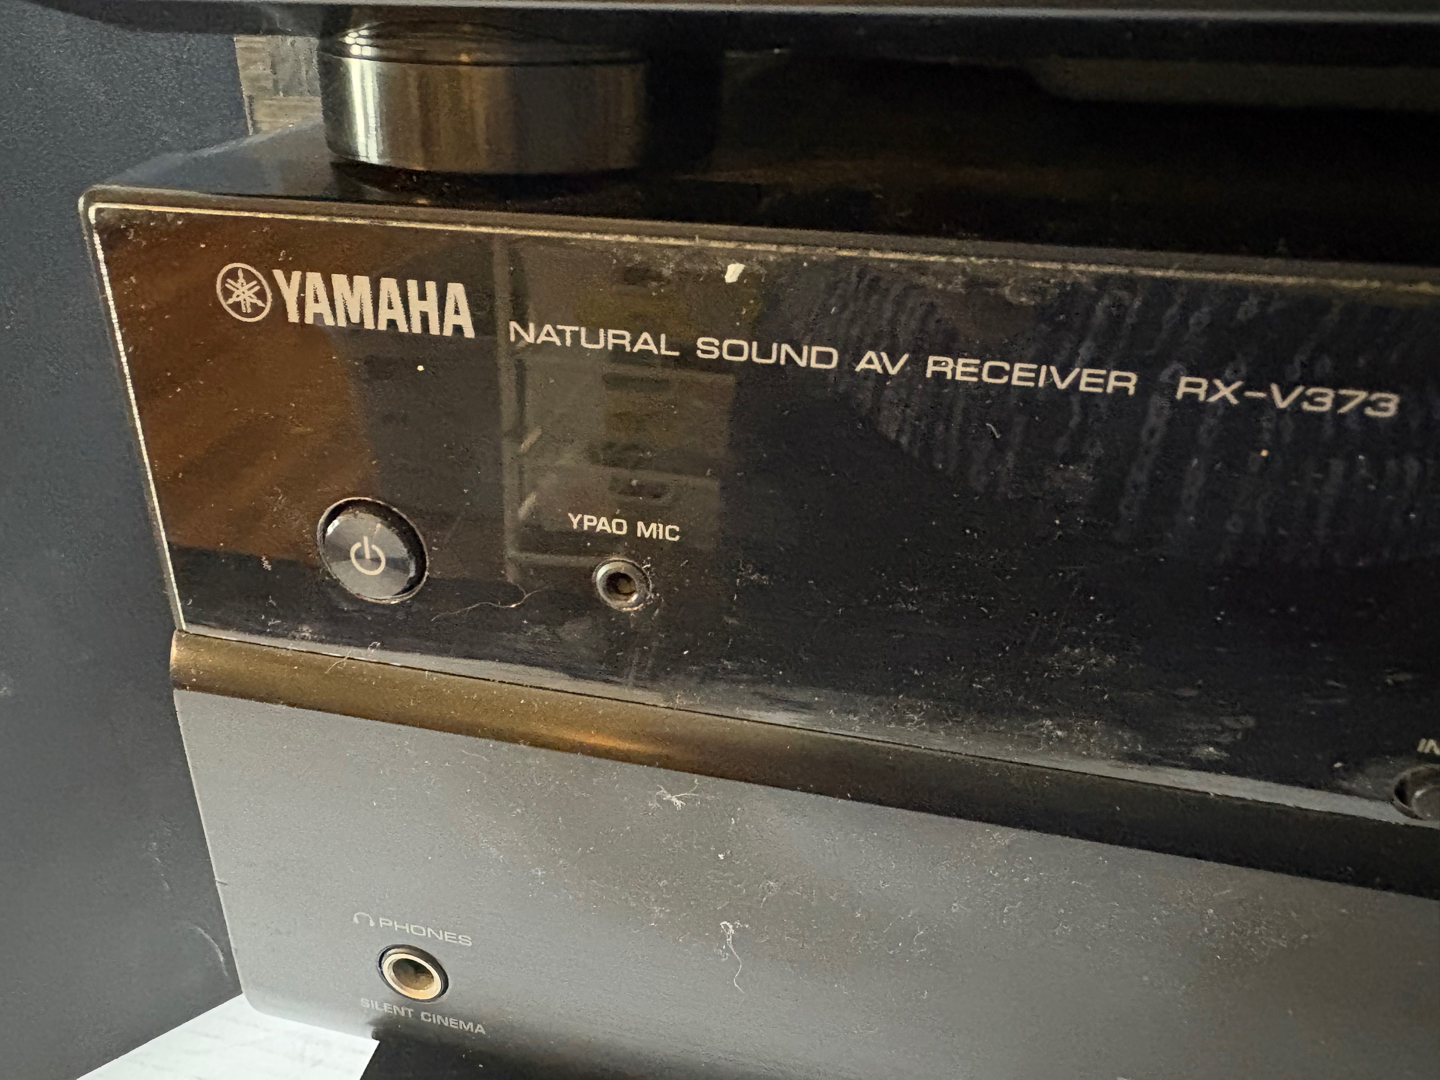 YAMAHA NATURAL SOUND AV RECEIVER RX-V373
YPAO MIC
PHONES
SILENT CINEMA